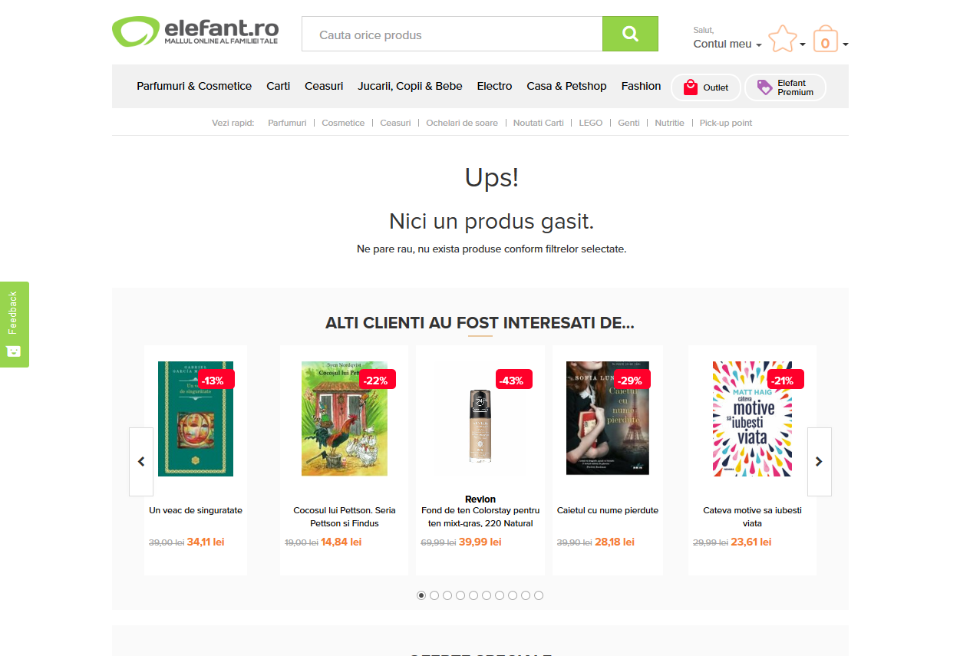 elefant.ro
MALLUL ONLINE AL FAMILIEI TALE
Cauta orice produs
Salut,
Contul meu
0
Parfumuri & Cosmetice Carti Ceasuri Jucarii, Copii & Bebe Electro Casa & Petshop Fashion Outlet Elefant Premium
Vezi rapid: Parfumuri | Cosmetice | Ceasuri | Ochelari de soare | Noutati Carti | LEGO | Genti | Nutritie | Pick-up point
Ups!
Nici un produs gasit.
Ne pare rau, nu exista produse conform filtrelor selectate.
Feedback
ALTI CLIENTI AU FOST INTERESATI DE...
-13%
-22%
-43%
-29%
-21%
MATT HAIG
cateva
motive
sa iubesti
viata
Un veac de singuratate
39,00 lei 34,11 lei
Cocosul lui Pettson. Seria
Pettson si Findus
19,00 lei 14,84 lei
Revlon
Fond de ten Colorstay pentru
ten mixt-gras, 220 Natural
69,99 lei 39,99 lei
Caietul cu nume pierdute
39,90 lei 28,18 lei
Cateva motive sa iubesti
viata
29,99 lei 23,61 lei